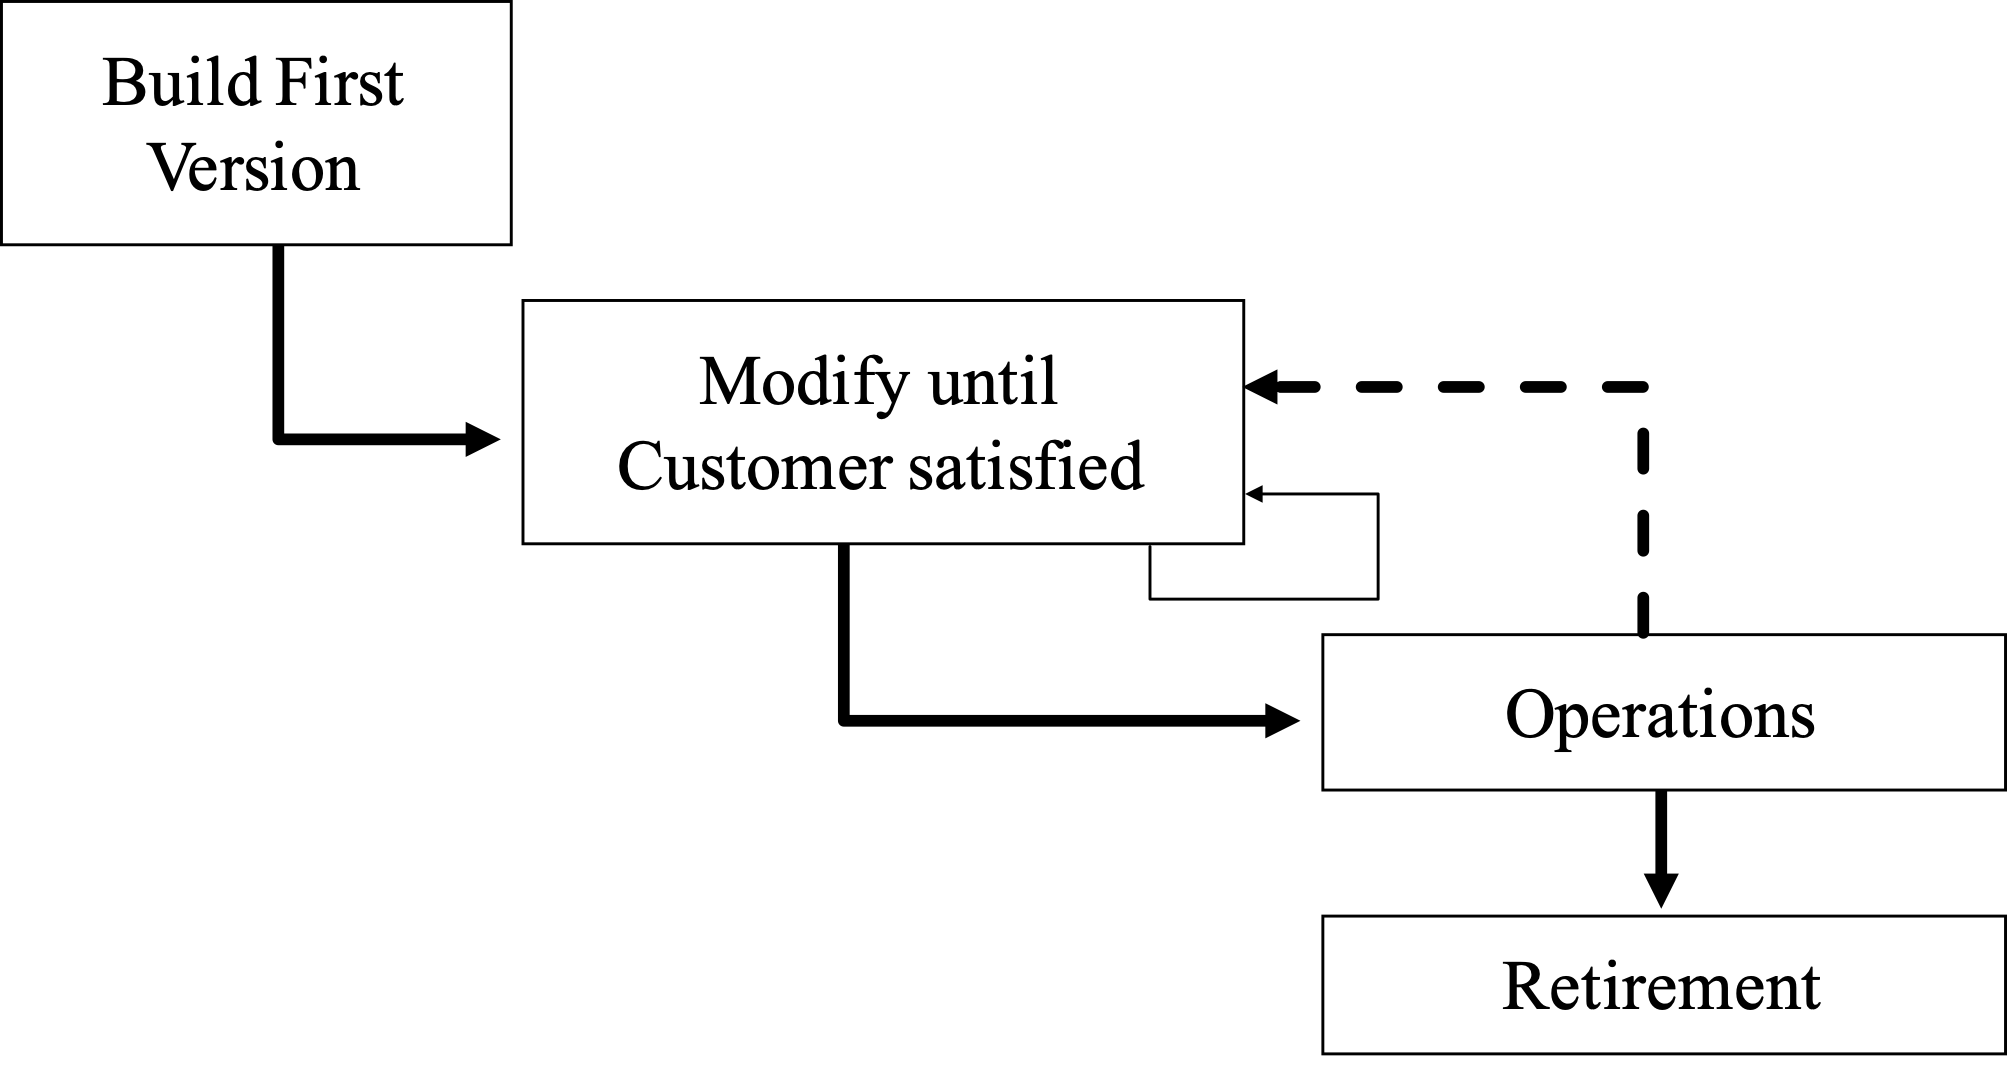 Build First
Version
Modify until
Customer satisfied
Operations
Retirement